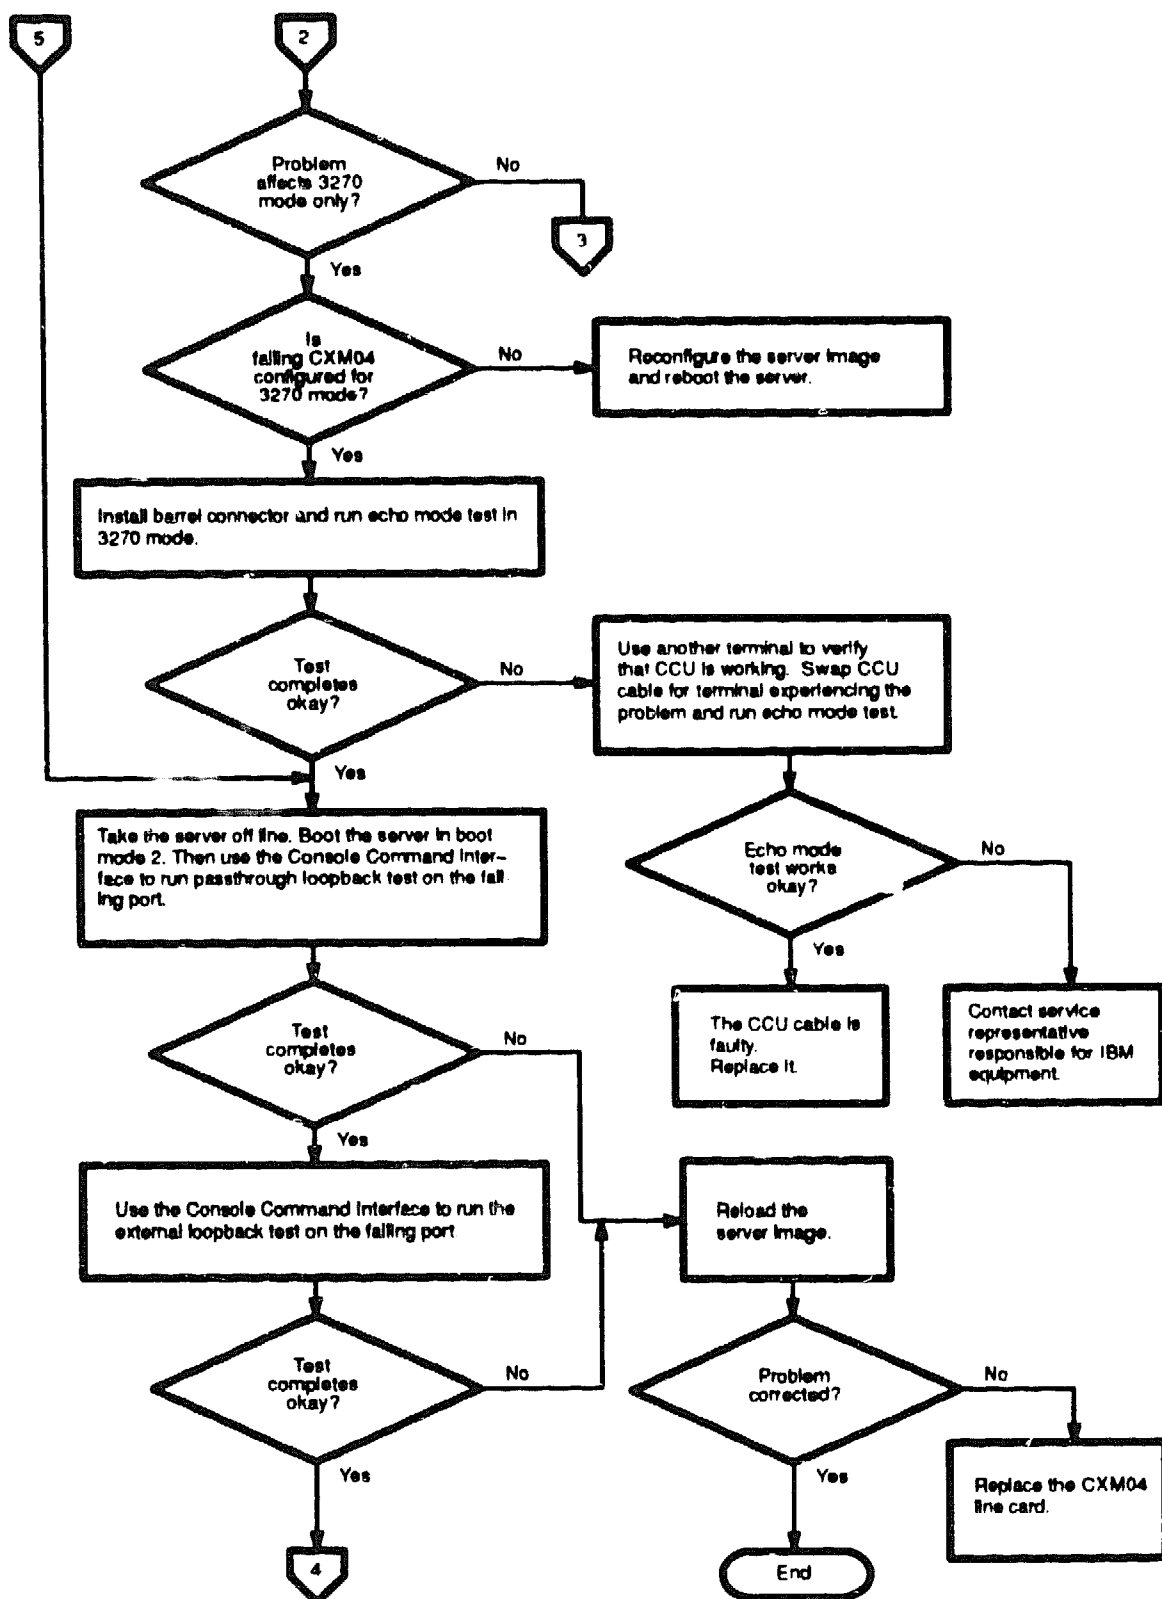 5
2
Problem
affects 3270
mode only?
No
3
Yes
Is
failing CXM04
configured for
3270 mode?
No
Reconfigure the server image
and reboot the server.
Yes
Install barrel connector and run echo mode test in
3270 mode.
Test
completes
okay?
No
Use another terminal to verify
that CCU is working. Swap CCU
cable for terminal experiencing the
problem and run echo mode test.
Yes
Take the server off line. Boot the server in boot
mode 2. Then use the Console Command Inter-
face to run passthrough loopback test on the fail-
ing port.
Echo mode
test works
okay?
No
Yes
The CCU cable is
faulty.
Replace it.
Contact service
representative
responsible for IBM
equipment.
Test
completes
okay?
No
Yes
Use the Console Command Interface to run the
external loopback test on the failing port
Reload the
server image.
Test
completes
okay?
No
Problem
corrected?
No
Yes
Yes
Replace the CXM04
line card.
4
End